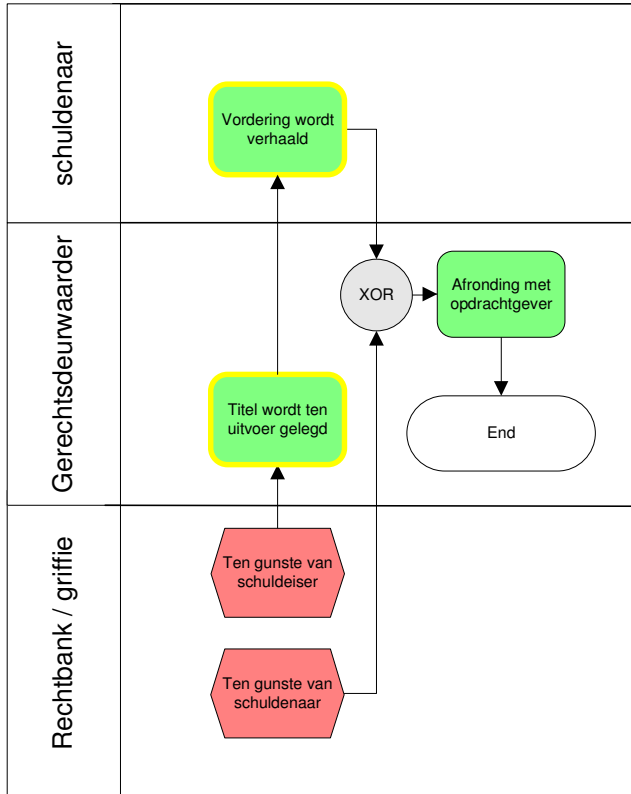 schuldenaar
Vordering wordt
verhaald
Gerechtsdeurwaarder
XOR
Afronding met
opdrachtgever
Titel wordt ten
uitvoer gelegd
End
Rechtbank / griffie
Ten gunste van
schuldeiser
Ten gunste van
schuldenaar